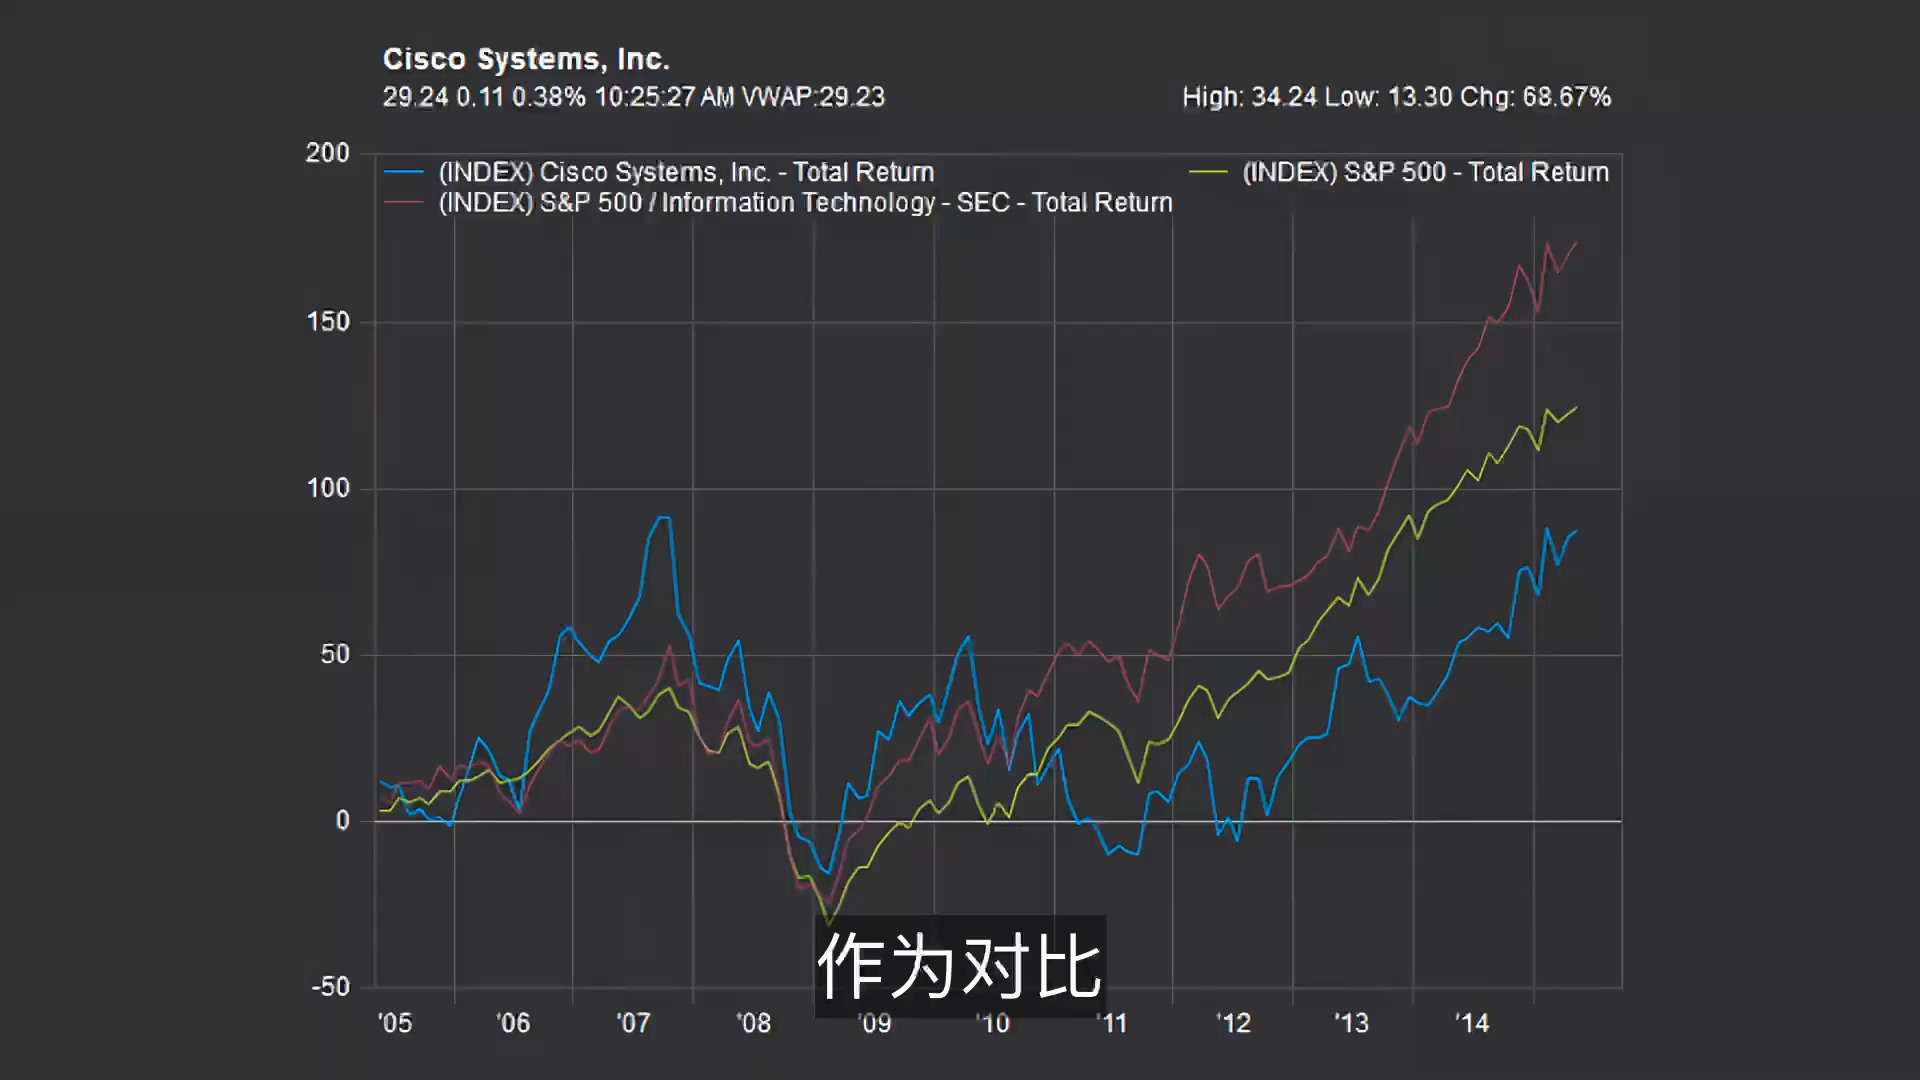 Cisco Systems, Inc.
29.24 0.11 0.38% 10:25:27 AM VWAP:29.23
High: 34.24 Low: 13.30 Chg: 68.67%
(INDEX) Cisco Systems, Inc. - Total Return
(INDEX) S&P 500 - Total Return
(INDEX) S&P 500 / Information Technology - SEC - Total Return
200
150
100
50
0
-50
作为对比
'05 '06 '07 '08 '09 '10 '11 '12 '13 '14